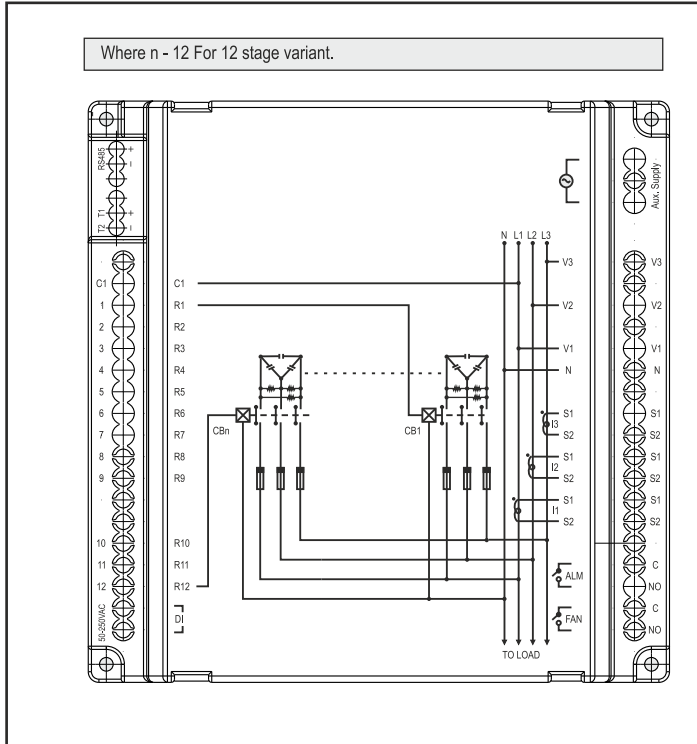 Where n - 12 For 12 stage variant.
RS485
+
−
T1
T2
+
−
C1
1
2
3
4
5
6
7
8
9
10
11
12
50-250VAC
C1
R1
R2
R3
R4
R5
R6
R7
R8
R9
R10
R11
R12
DI
CBn
CB1
N L1 L2 L3
V3
V2
V1
N
S1
I3
S2
S1
I2
S2
S1
I1
S2
ALM
FAN
TO LOAD
Aux. Supply
V3
V2
V1
N
S1
S2
S1
S2
S1
S2
C
NO
C
NO